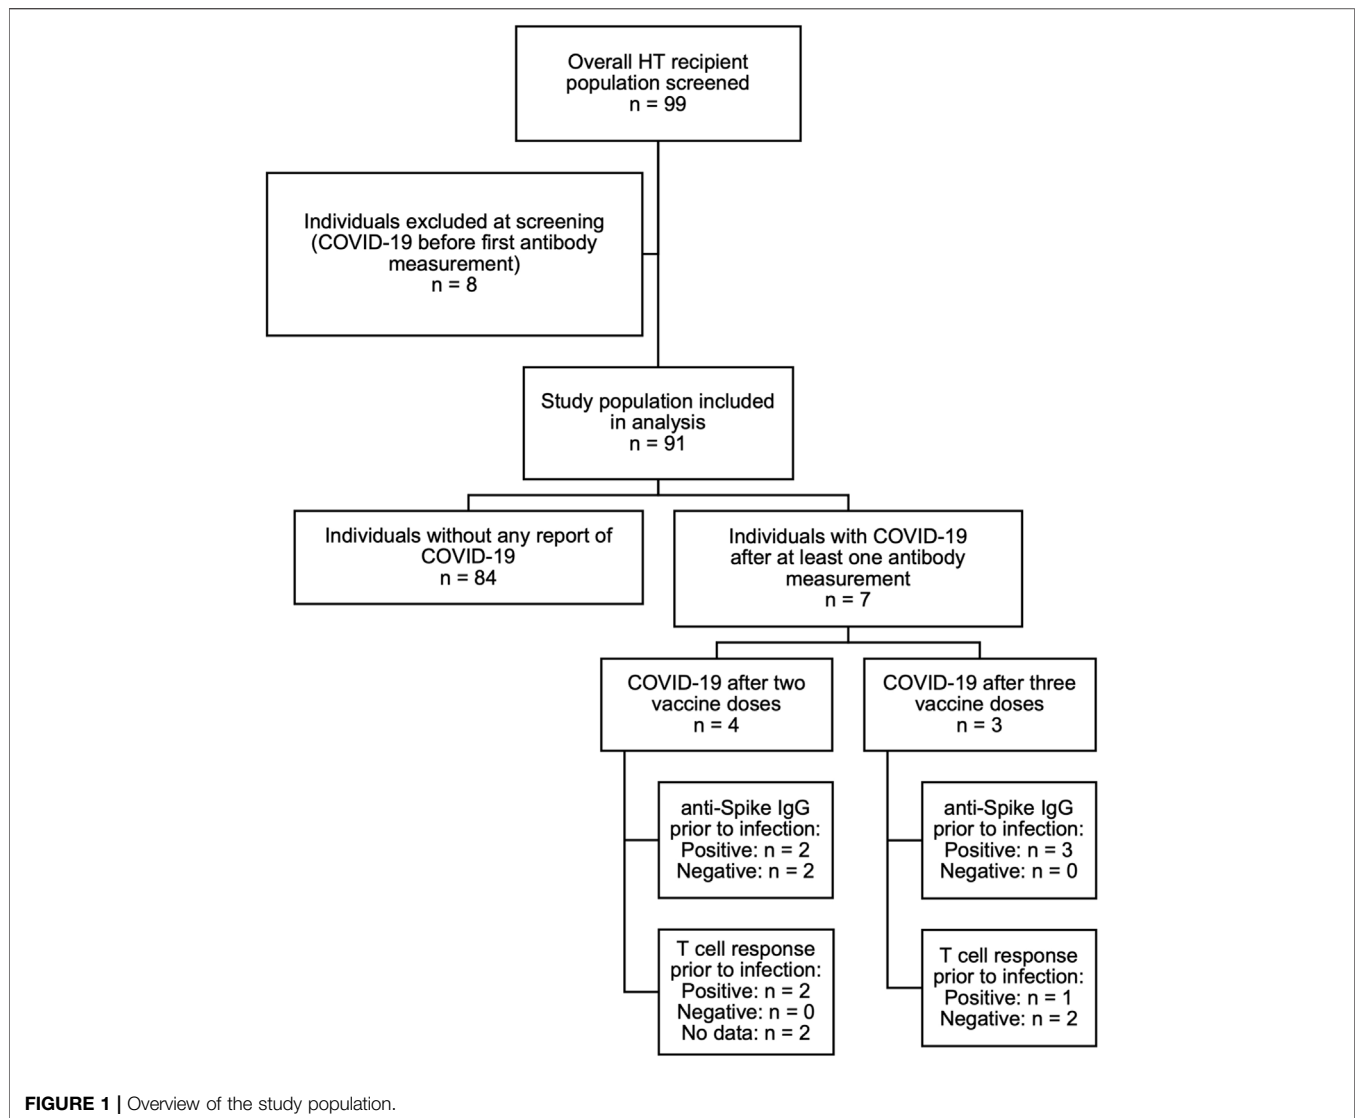 Overall HT recipient
population screened
n = 99
Individuals excluded at screening
(COVID-19 before first antibody
measurement)
n = 8
Study population included
in analysis
n = 91
Individuals without any report of
COVID-19
n = 84
Individuals with COVID-19
after at least one antibody
measurement
n = 7
COVID-19 after two
vaccine doses
n = 4
COVID-19 after three
vaccine doses
n = 3
anti-Spike IgG
prior to infection:
Positive: n = 2
Negative: n = 2
anti-Spike IgG
prior to infection:
Positive: n = 3
Negative: n = 0
T cell response
prior to infection:
Positive: n = 2
Negative: n = 0
No data: n = 2
T cell response
prior to infection:
Positive: n = 1
Negative: n = 2
FIGURE 1 | Overview of the study population.